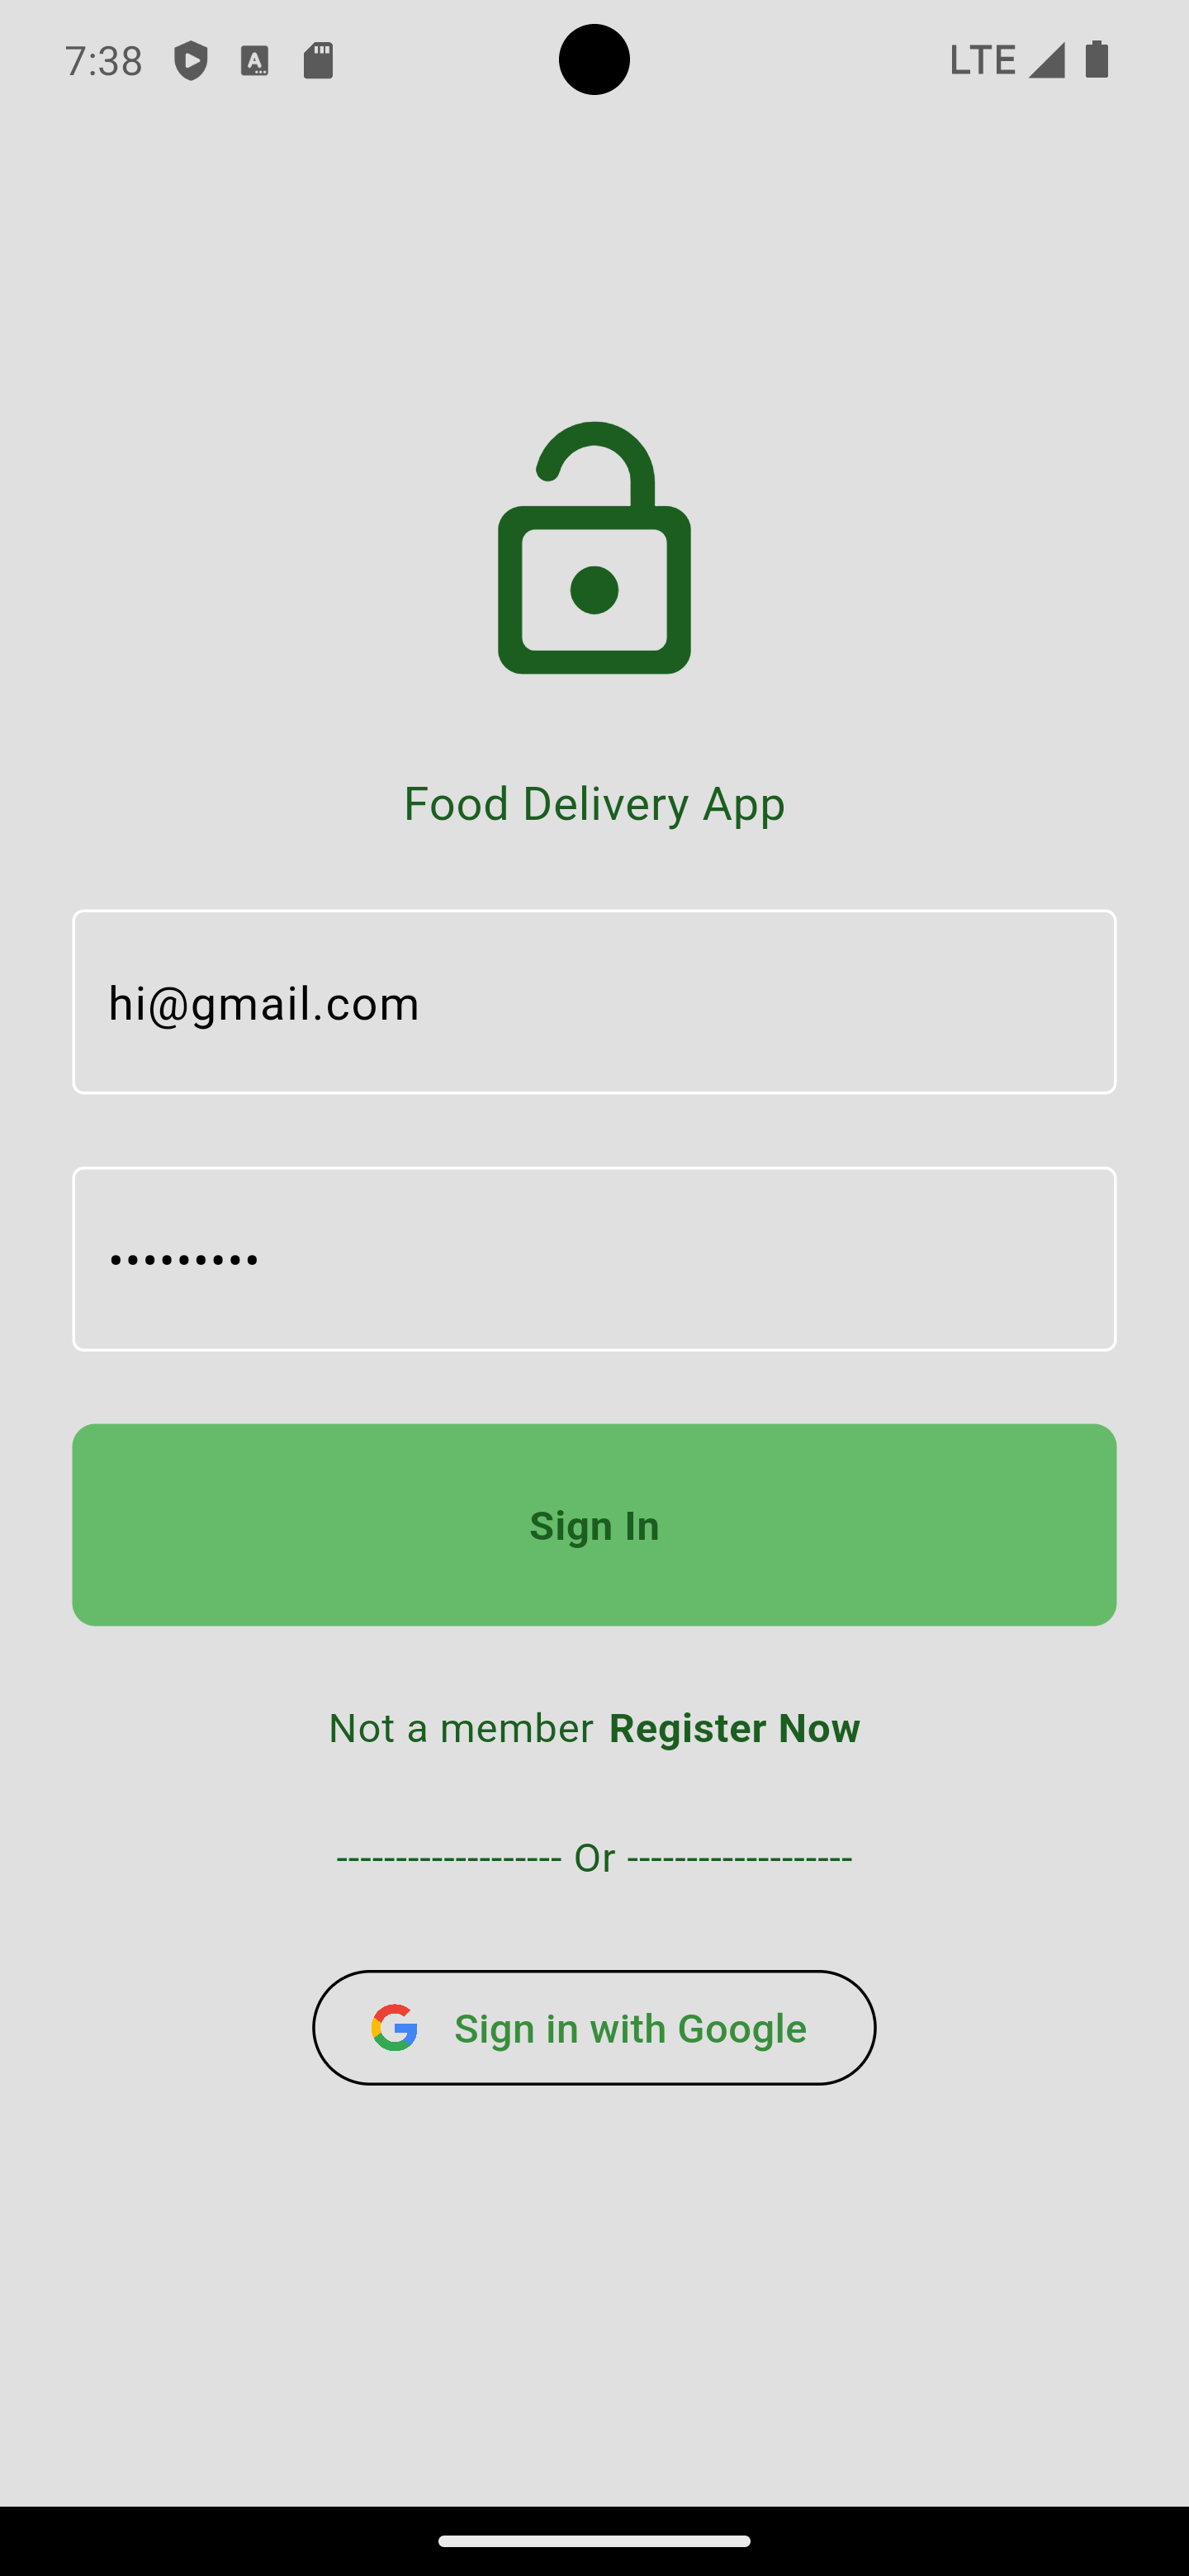 7:38
LTE
Food Delivery App
hi@gmail.com
•••••••••
Sign In
Not a member Register Now
------------------- Or -------------------
Sign in with Google